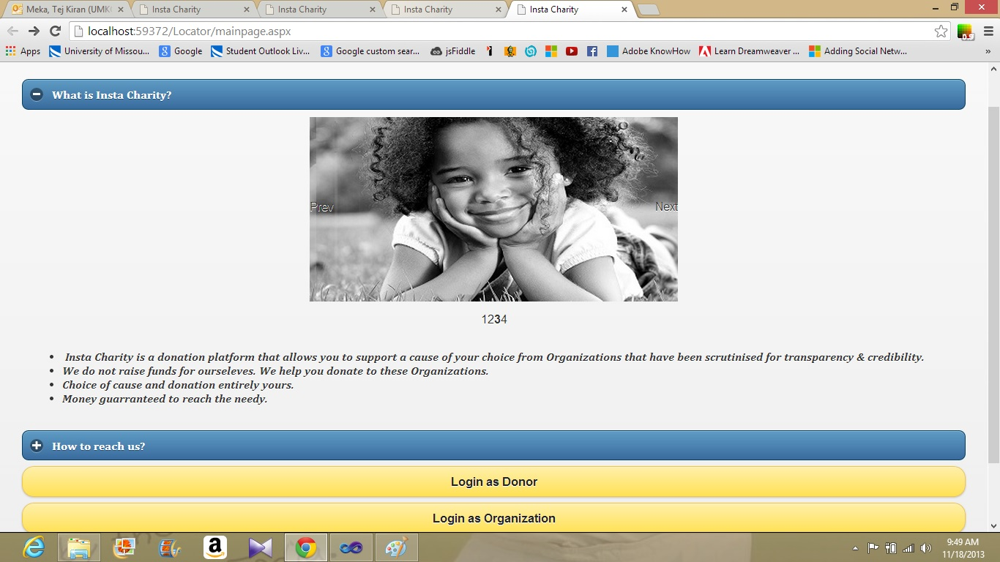 Meka, Tej Kiran (UMK
Insta Charity
Insta Charity
Insta Charity
Insta Charity
localhost:59372/Locator/mainpage.aspx
0.9
Apps
University of Missou...
Google
Student Outlook Liv...
Google custom sear...
jsFiddle
Adobe KnowHow
Learn Dreamweaver ...
Adding Social Netw...
»
What is Insta Charity?
Prev
Next
1234
Insta Charity is a donation platform that allows you to support a cause of your choice from Organizations that have been scrutinised for transparency & credibility.
We do not raise funds for ourseleves. We help you donate to these Organizations.
Choice of cause and donation entirely yours.
Money guarranteed to reach the needy.
How to reach us?
Login as Donor
Login as Organization
9:49 AM
11/18/2013